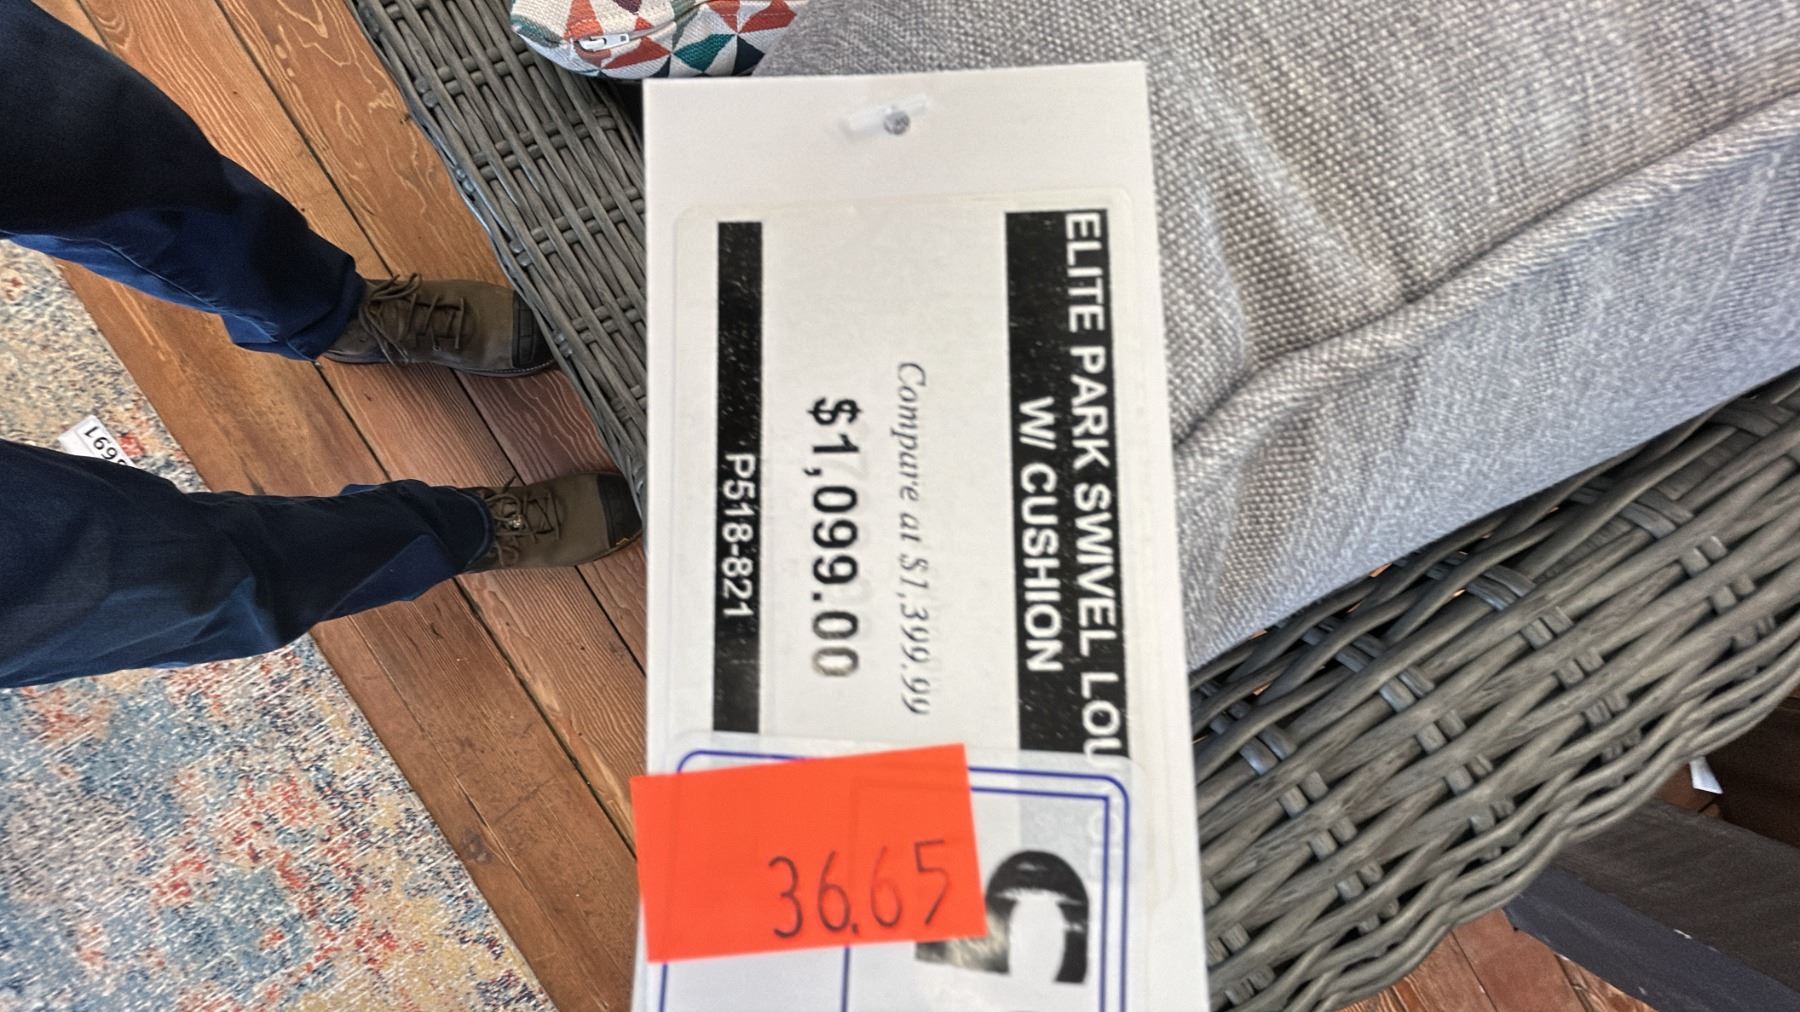 ELITE PARK SWIVEL LOU
W/ CUSHION
Compare at $1,399.99
$1,099.00
P518-821
36.65